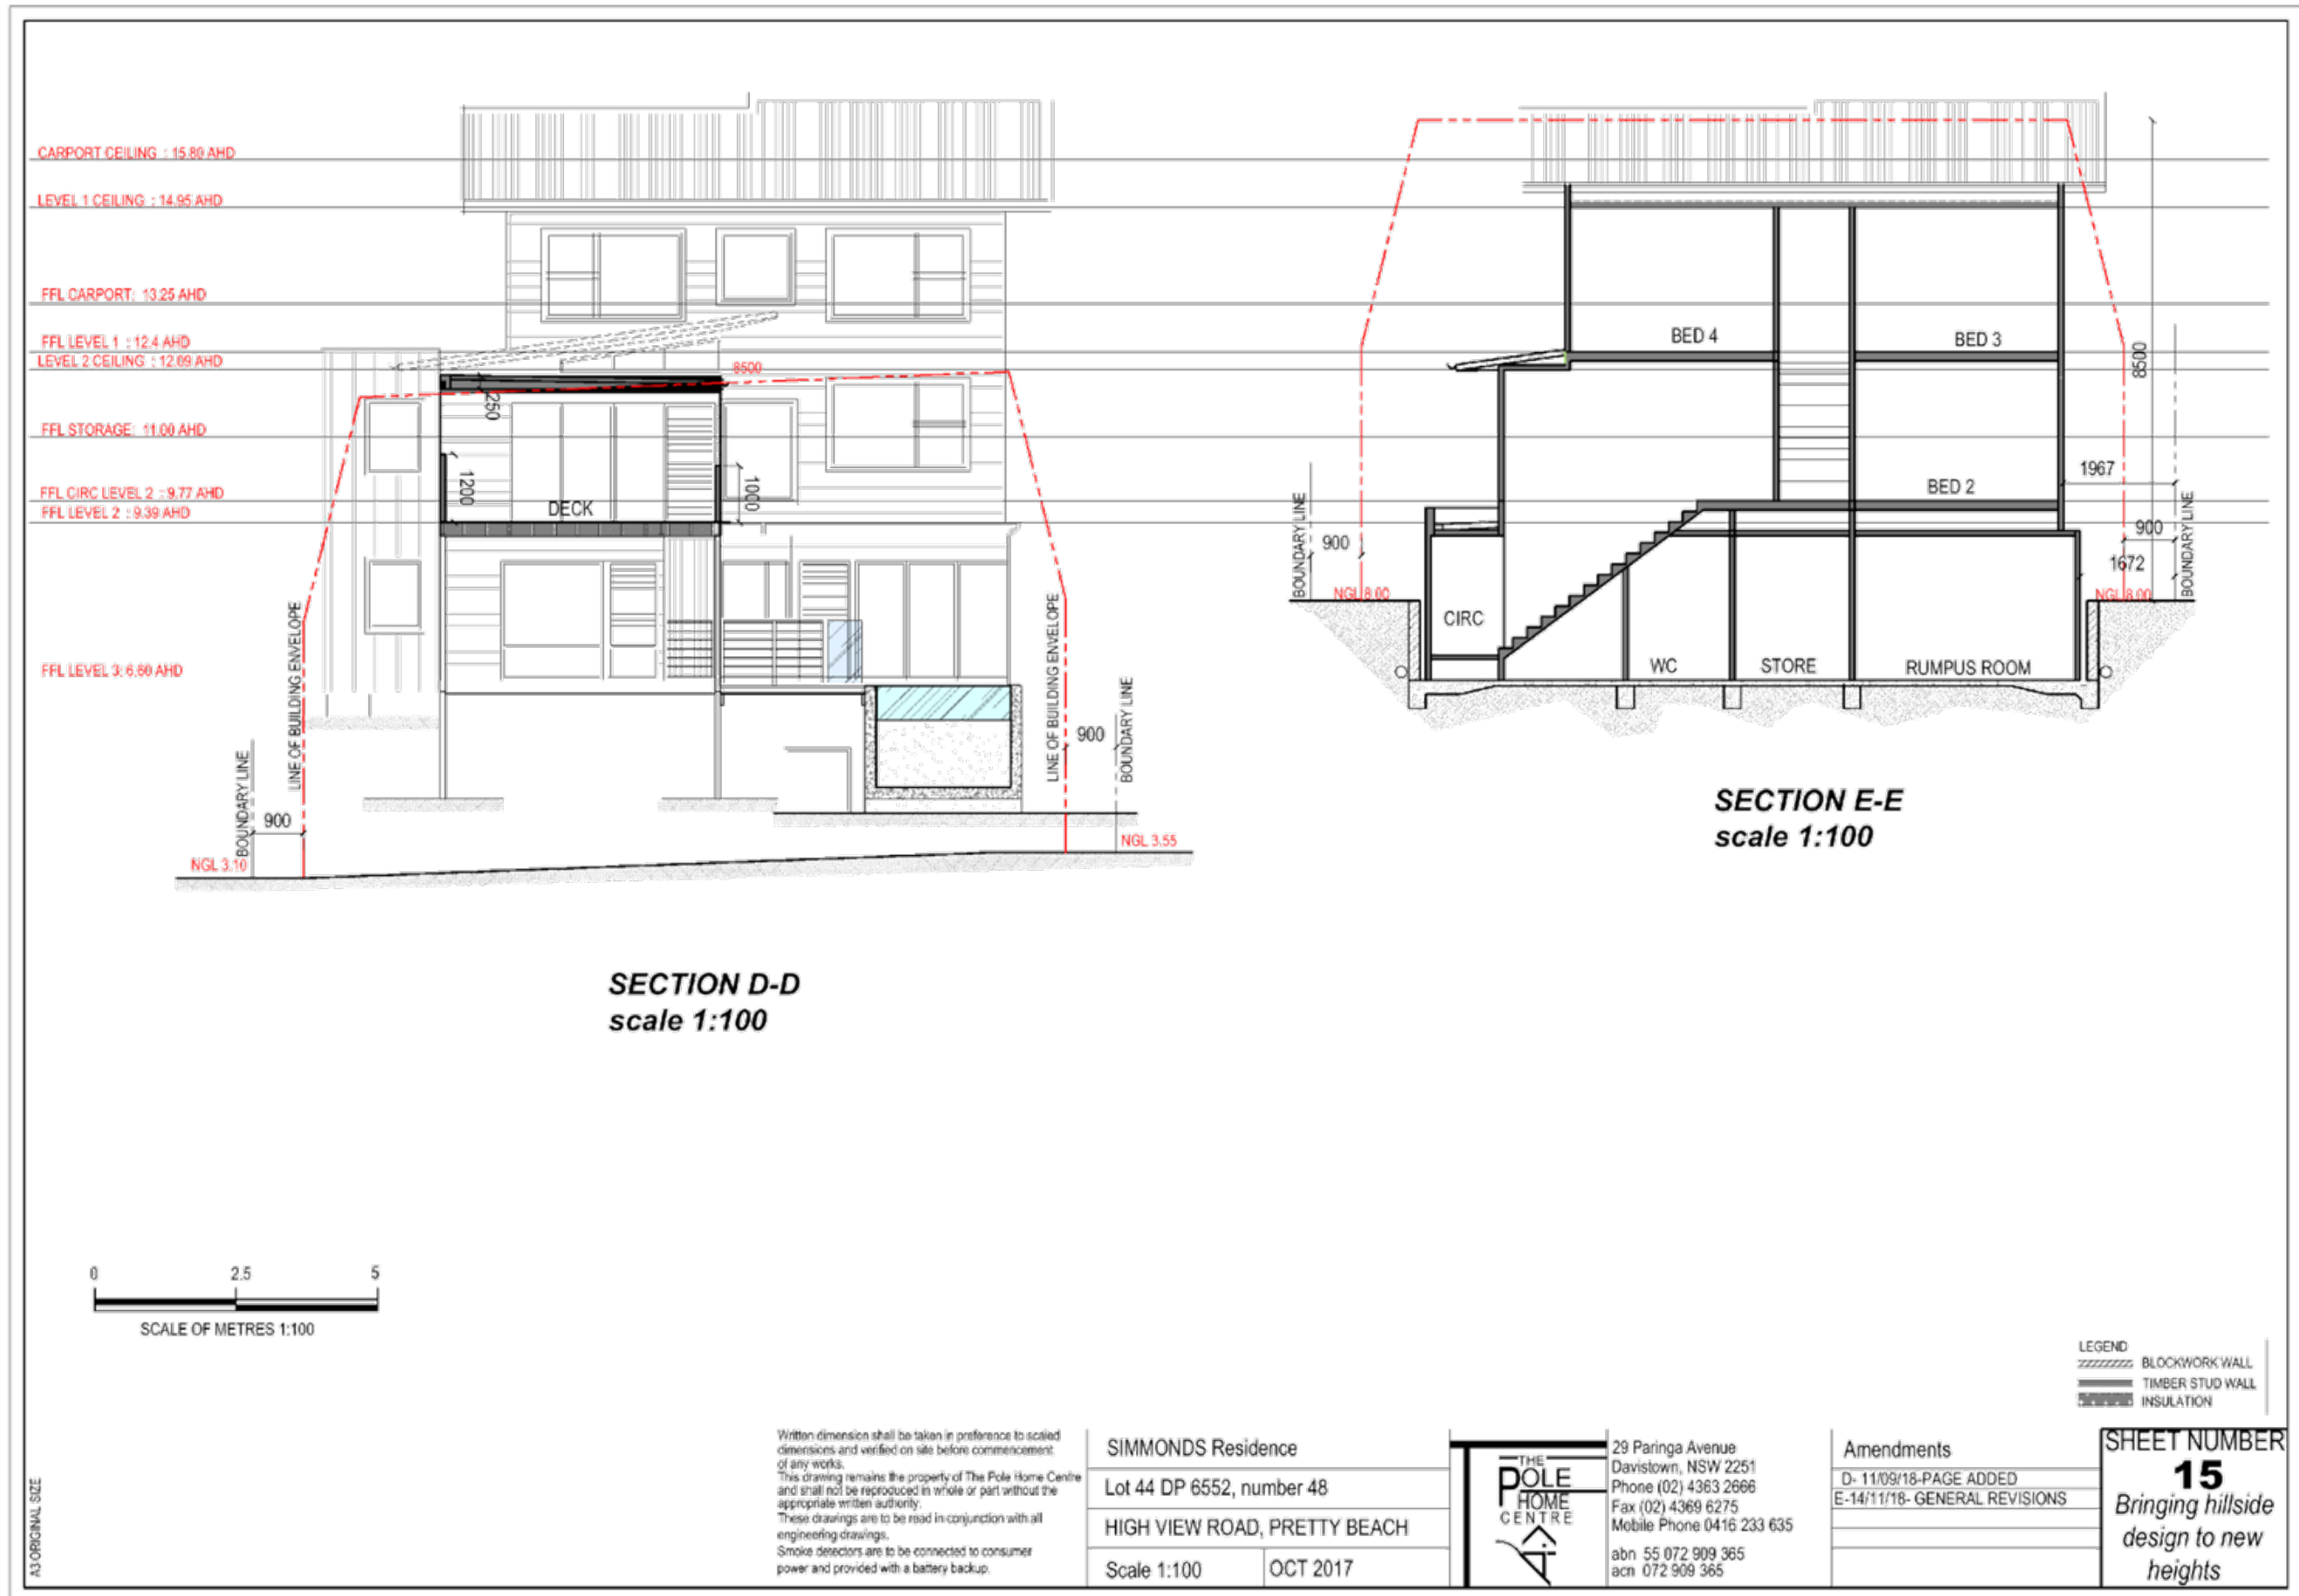 CARPORT CEILING : 15.80 AHD
LEVEL 1 CEILING : 14.95 AHD
FFL CARPORT: 13.25 AHD
FFL LEVEL 1 : 12.4 AHD
LEVEL 2 CEILING : 12.09 AHD
FFL STORAGE: 11.00 AHD
FFL CIRC LEVEL 2 : 9.77 AHD
FFL LEVEL 2 : 9.39 AHD
FFL LEVEL 3: 6.60 AHD
8500
250
1200
DECK
1000
LINE OF BUILDING ENVELOPE
BOUNDARY LINE
900
NGL 3.10
LINE OF BUILDING ENVELOPE
900
BOUNDARY LINE
NGL 3.55
SECTION D-D
scale 1:100
BED 4
BED 3
8500
BED 2
1967
BOUNDARY LINE
900
NGL 8.00
900
1672
NGL 8.00
BOUNDARY LINE
CIRC
WC
STORE
RUMPUS ROOM
SECTION E-E
scale 1:100
0 2.5 5
SCALE OF METRES 1:100
LEGEND
BLOCKWORK WALL
TIMBER STUD WALL
INSULATION
A3 ORIGINAL SIZE
Written dimension shall be taken in preference to scaled
dimensions and verified on site before commencement
of any works.
This drawing remains the property of The Pole Home Centre
and shall not be reproduced in whole or part without the
appropriate written authority.
These drawings are to be read in conjunction with all
engineering drawings.
Smoke detectors are to be connected to consumer
power and provided with a battery backup.
SIMMONDS Residence
Lot 44 DP 6552, number 48
HIGH VIEW ROAD, PRETTY BEACH
Scale 1:100 OCT 2017
THE
POLE
HOME
CENTRE
29 Paringa Avenue
Davistown, NSW 2251
Phone (02) 4363 2666
Fax (02) 4369 6275
Mobile Phone 0416 233 635
abn 55 072 909 365
acn 072 909 365
Amendments
D- 11/09/18-PAGE ADDED
E-14/11/18- GENERAL REVISIONS
SHEET NUMBER
15
Bringing hillside
design to new
heights